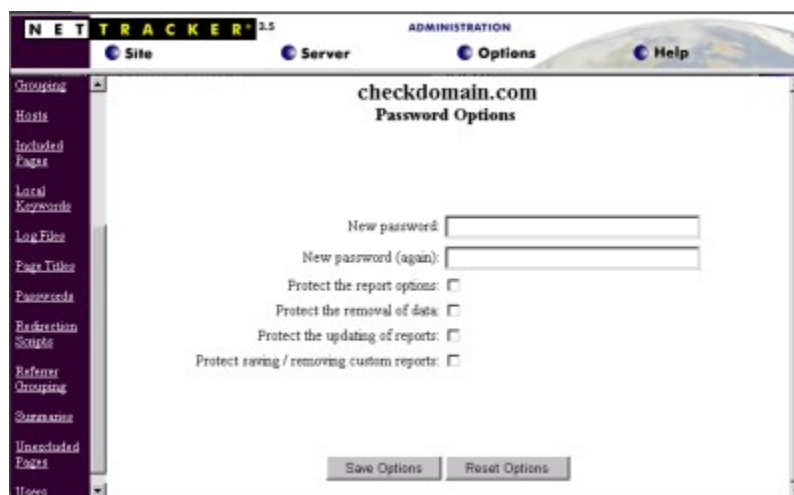 NET TRACKER® 3.5
ADMINISTRATION
Site
Server
Options
Help
Grouping
Hosts
Included
Pages
Local
Keywords
Log Files
Page Titles
Passwords
Redirection
Scripts
Referrer
Grouping
Summaries
Unexcluded
Pages
Users
checkdomain.com
Password Options
New password:
New password (again):
Protect the report options:
Protect the removal of data:
Protect the updating of reports:
Protect saving / removing custom reports:
Save Options
Reset Options